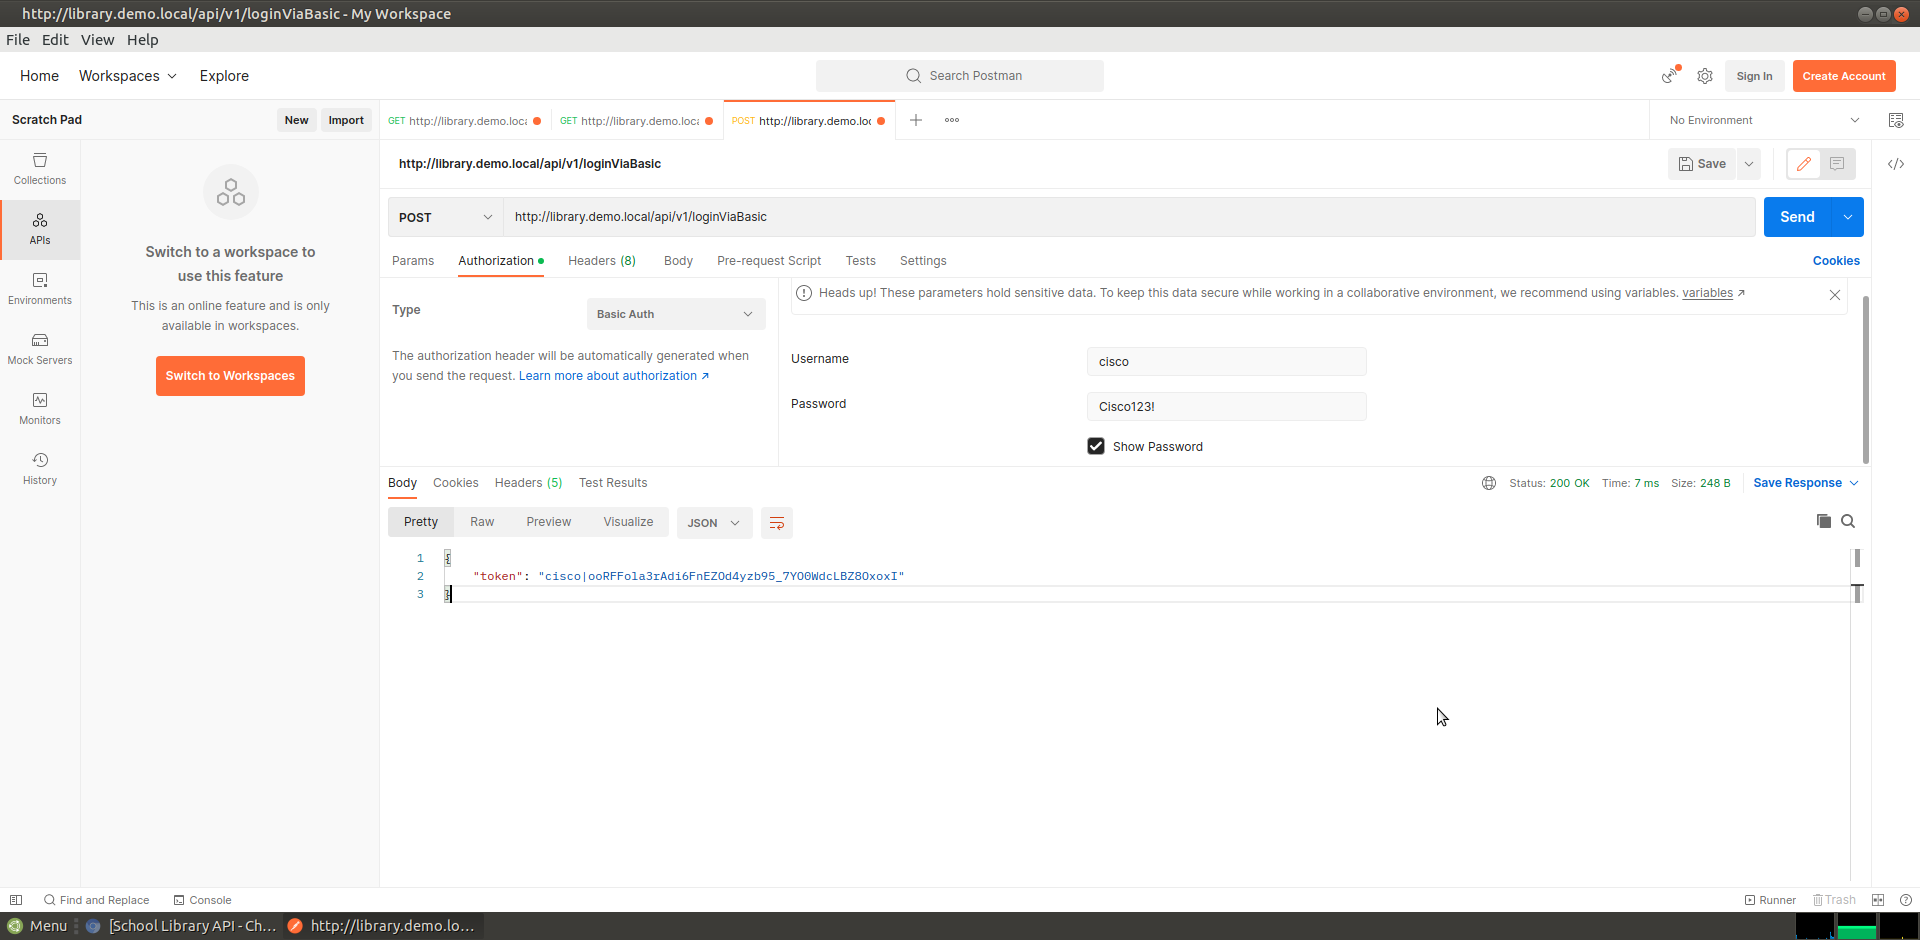 http://library.demo.local/api/v1/loginViaBasic - My Workspace
File Edit View Help
Home Workspaces Explore
Search Postman
Sign In
Create Account
Scratch Pad
New
Import
GET http://library.demo.loca
GET http://library.demo.loca
POST http://library.demo.loc
No Environment
Collections
APIs
Environments
Mock Servers
Monitors
History
Switch to a workspace to
use this feature
This is an online feature and is only
available in workspaces.
Switch to Workspaces
http://library.demo.local/api/v1/loginViaBasic
Save
</>
POST
http://library.demo.local/api/v1/loginViaBasic
Send
Params Authorization Headers (8) Body Pre-request Script Tests Settings
Cookies
Type
Basic Auth
The authorization header will be automatically generated when
you send the request. Learn more about authorization ↗
Heads up! These parameters hold sensitive data. To keep this data secure while working in a collaborative environment, we recommend using variables. variables ↗
Username
cisco
Password
Cisco123!
Show Password
Body Cookies Headers (5) Test Results
Status: 200 OK Time: 7 ms Size: 248 B
Save Response
Pretty Raw Preview Visualize
JSON
1 {
2 "token": "cisco|ooRFFola3rAdi6FnEZOd4yzb95_7YO0WdcLBZ8OxoxI"
3 }
Find and Replace
Console
Runner
Trash
Menu
[School Library API - Ch...
http://library.demo.lo...